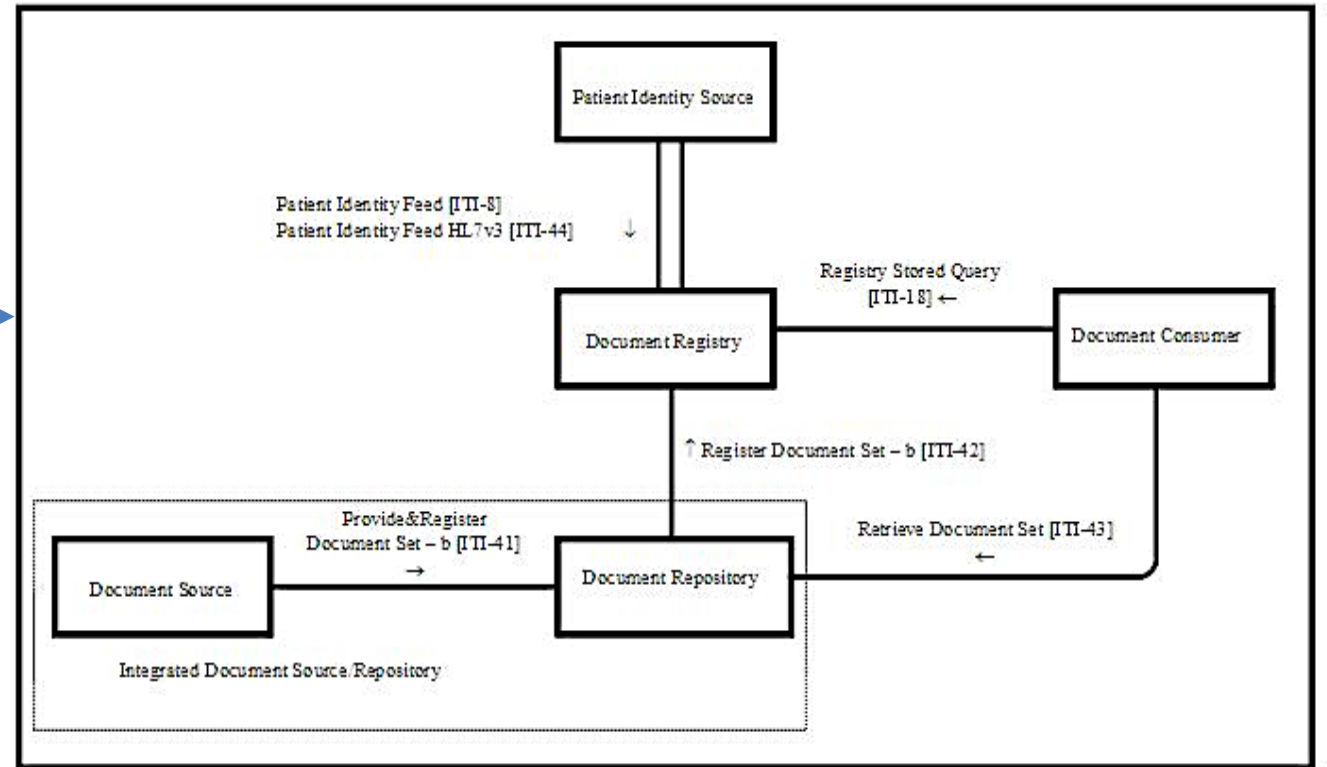 Patient Identity Source
Patient Identity Feed [ITI-8]
Patient Identity Feed HL7v3 [ITI-44] ↓
Registry Stored Query
[ITI-18] ←
Document Registry
Document Consumer
↑ Register Document Set – b [ITI-42]
Provide&Register
Document Set – b [ITI-41]
→
Retrieve Document Set [ITI-43]
←
Document Source
Document Repository
Integrated Document Source/Repository